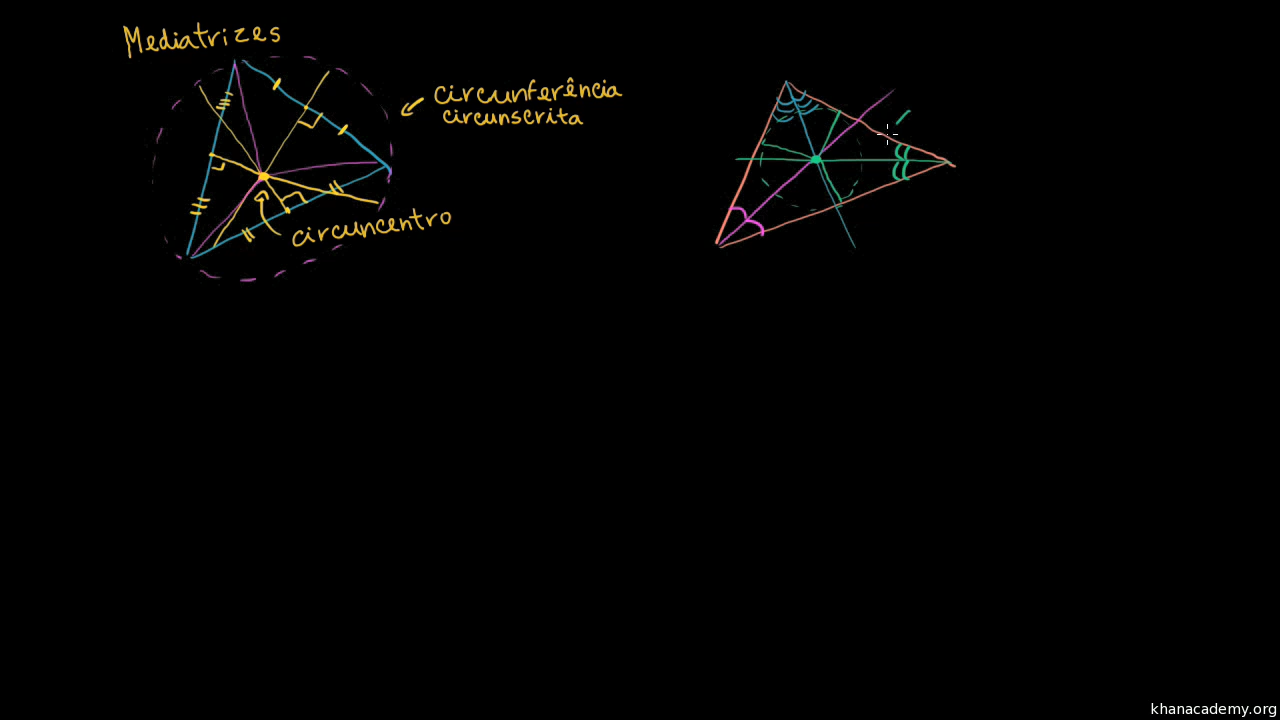 Mediatrizes
circunferência
circunscrita
circuncentro
khanacademy.org